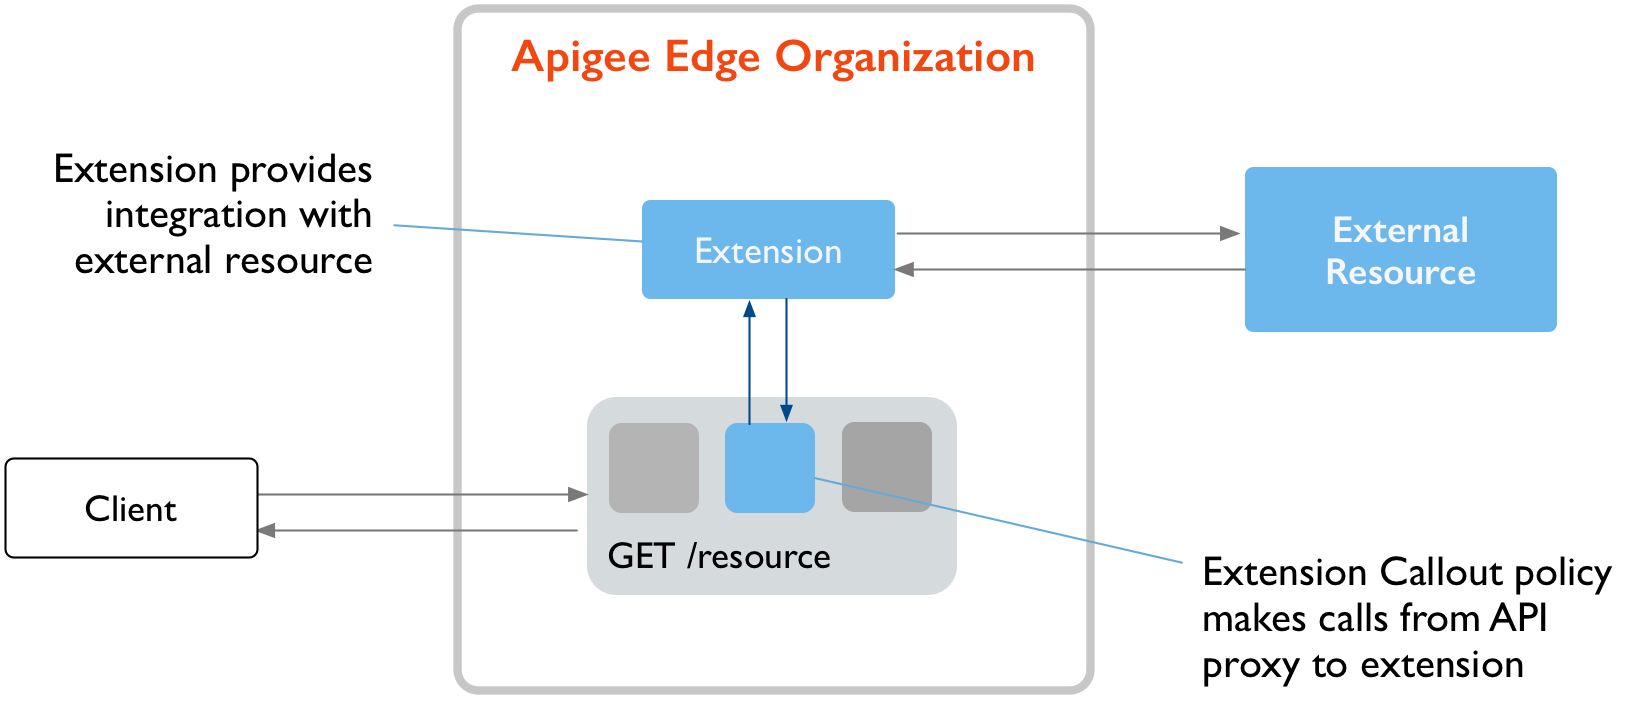 Apigee Edge Organization
Extension provides
integration with
external resource
Extension
External
Resource
Client
GET /resource
Extension Callout policy
makes calls from API
proxy to extension